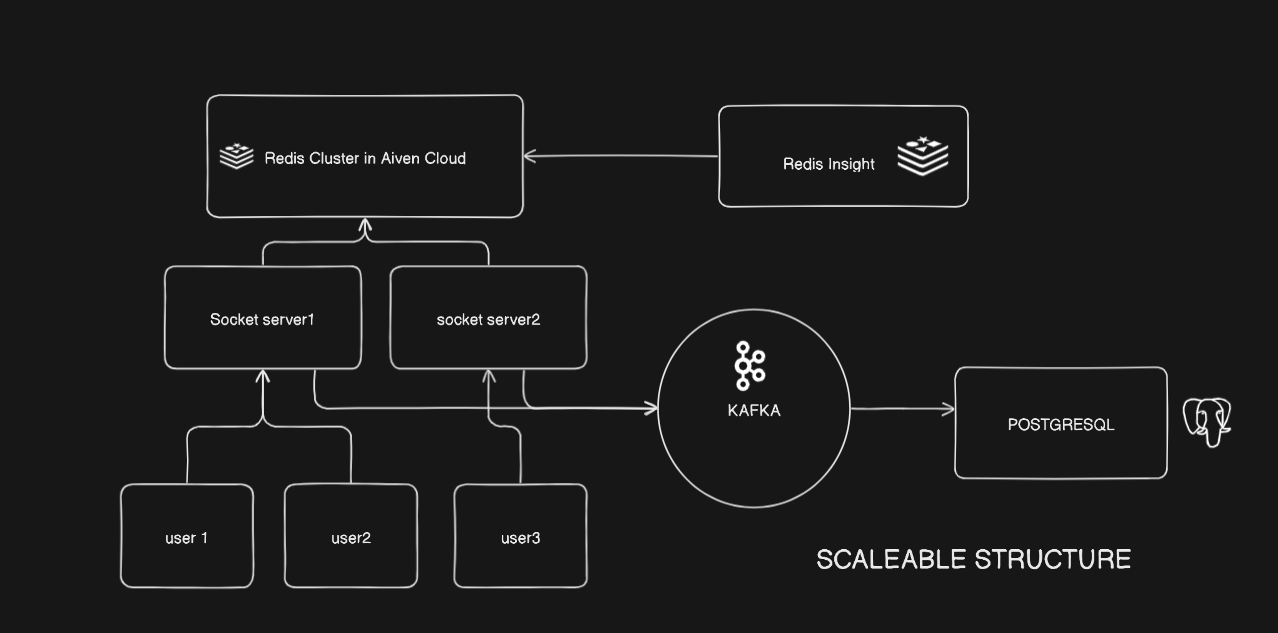 Redis Cluster in Aiven Cloud
Redis Insight
Socket server1
socket server2
KAFKA
POSTGRESQL
user 1
user2
user3
SCALEABLE STRUCTURE